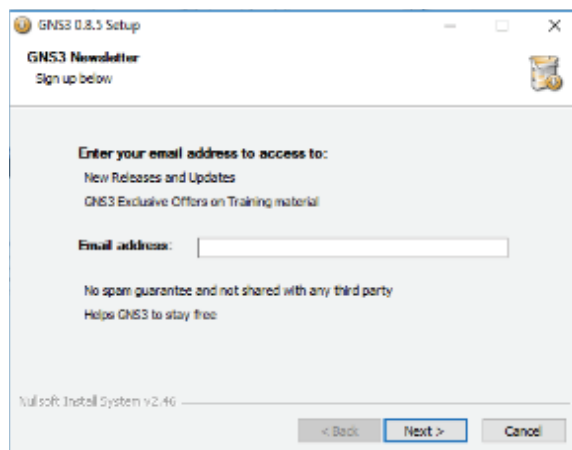 GNS3 0.8.5 Setup
GNS3 Newsletter
Sign up below
Enter your email address to access to:
New Releases and Updates
GNS3 Exclusive Offers on Training material
Email address:
No spam guarantee and not shared with any third party
Helps GNS3 to stay free
Nullsoft Install System v2.46
< Back Next > Cancel